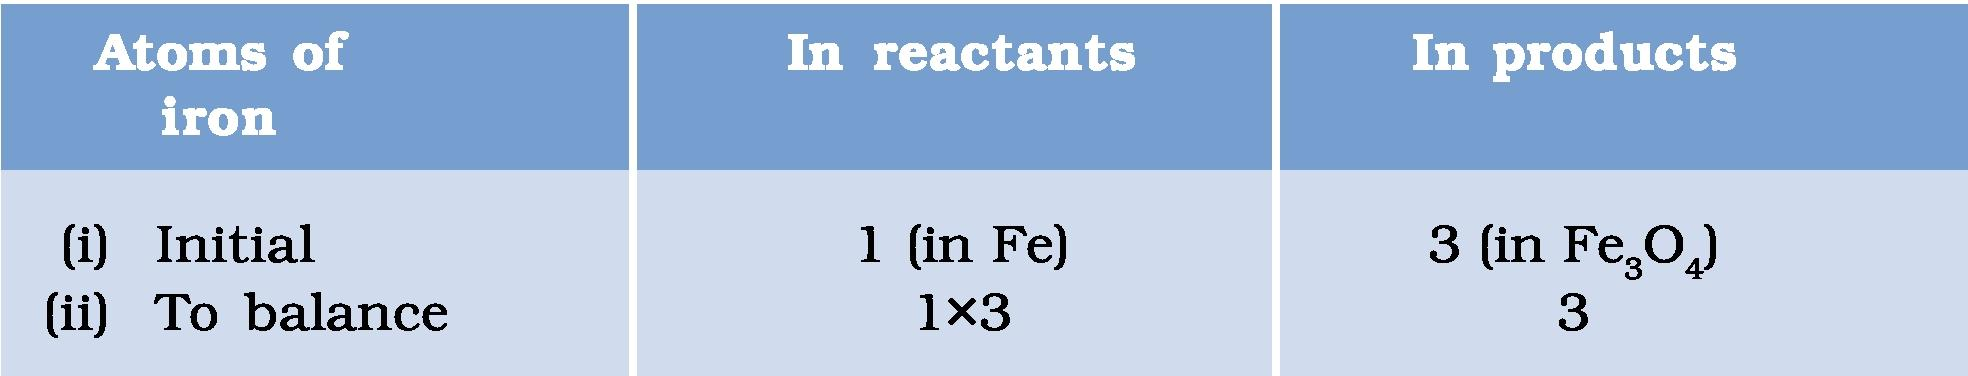 Atoms of iron In reactants In products
(i) Initial 1 (in Fe) 3 (in Fe₃O₄)
(ii) To balance 1×3 3